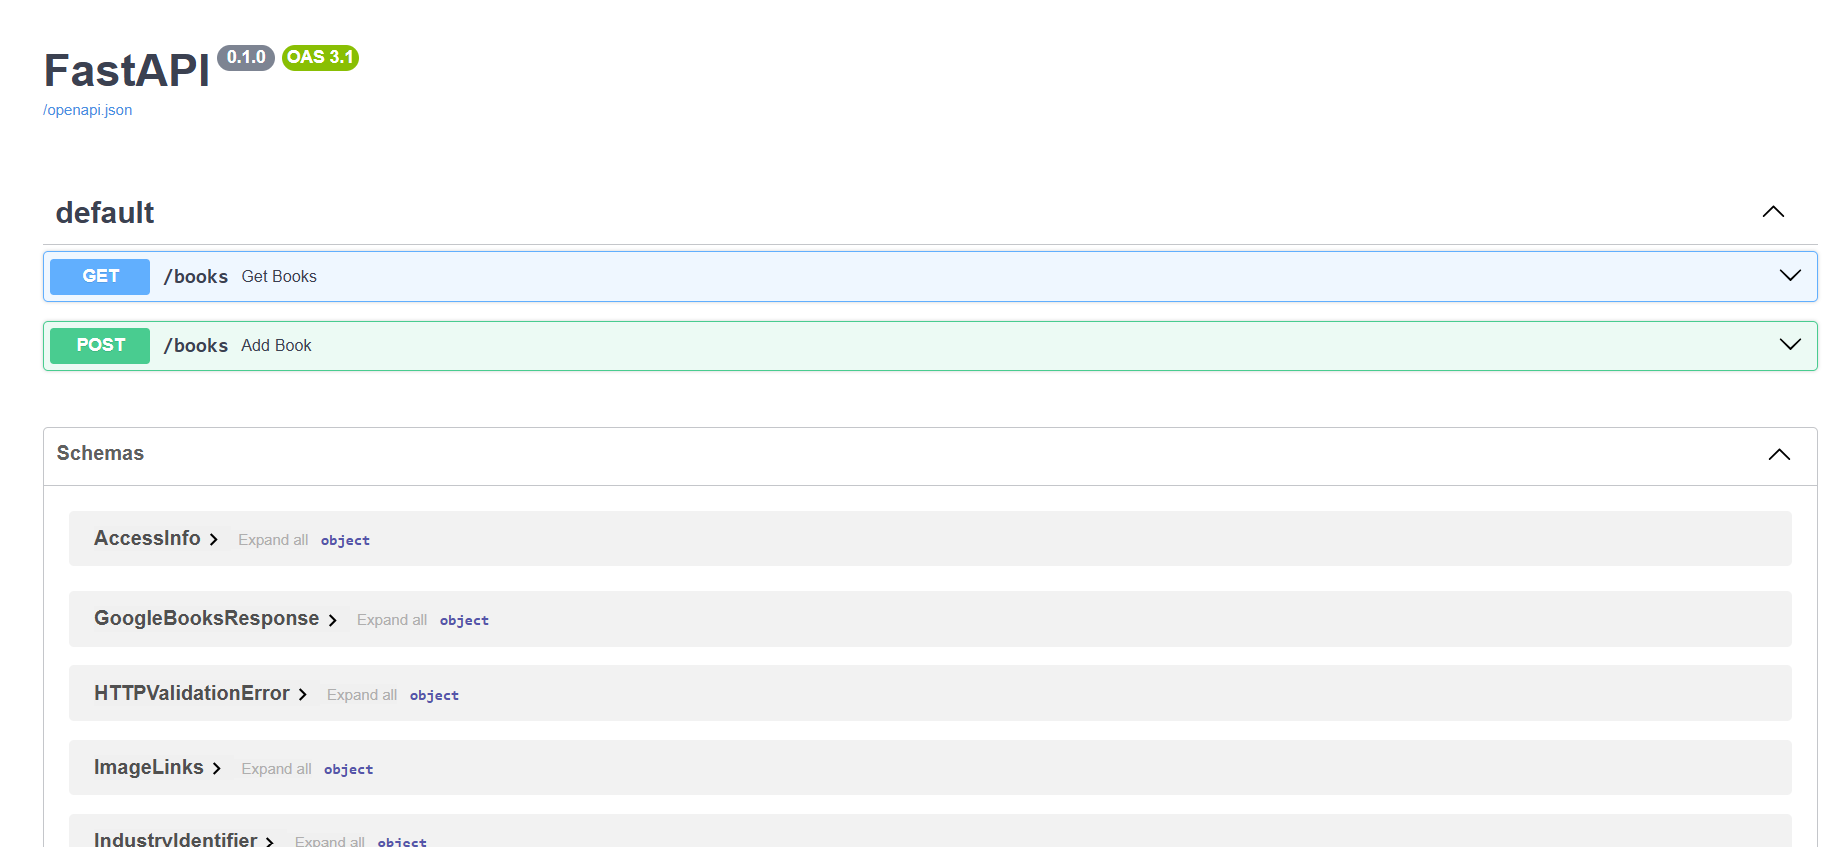 FastAPI 0.1.0 OAS 3.1
/openapi.json
default
GET /books Get Books
POST /books Add Book
Schemas
AccessInfo Expand all object
GoogleBooksResponse Expand all object
HTTPValidationError Expand all object
ImageLinks Expand all object
IndustryIdentifier Expand all object